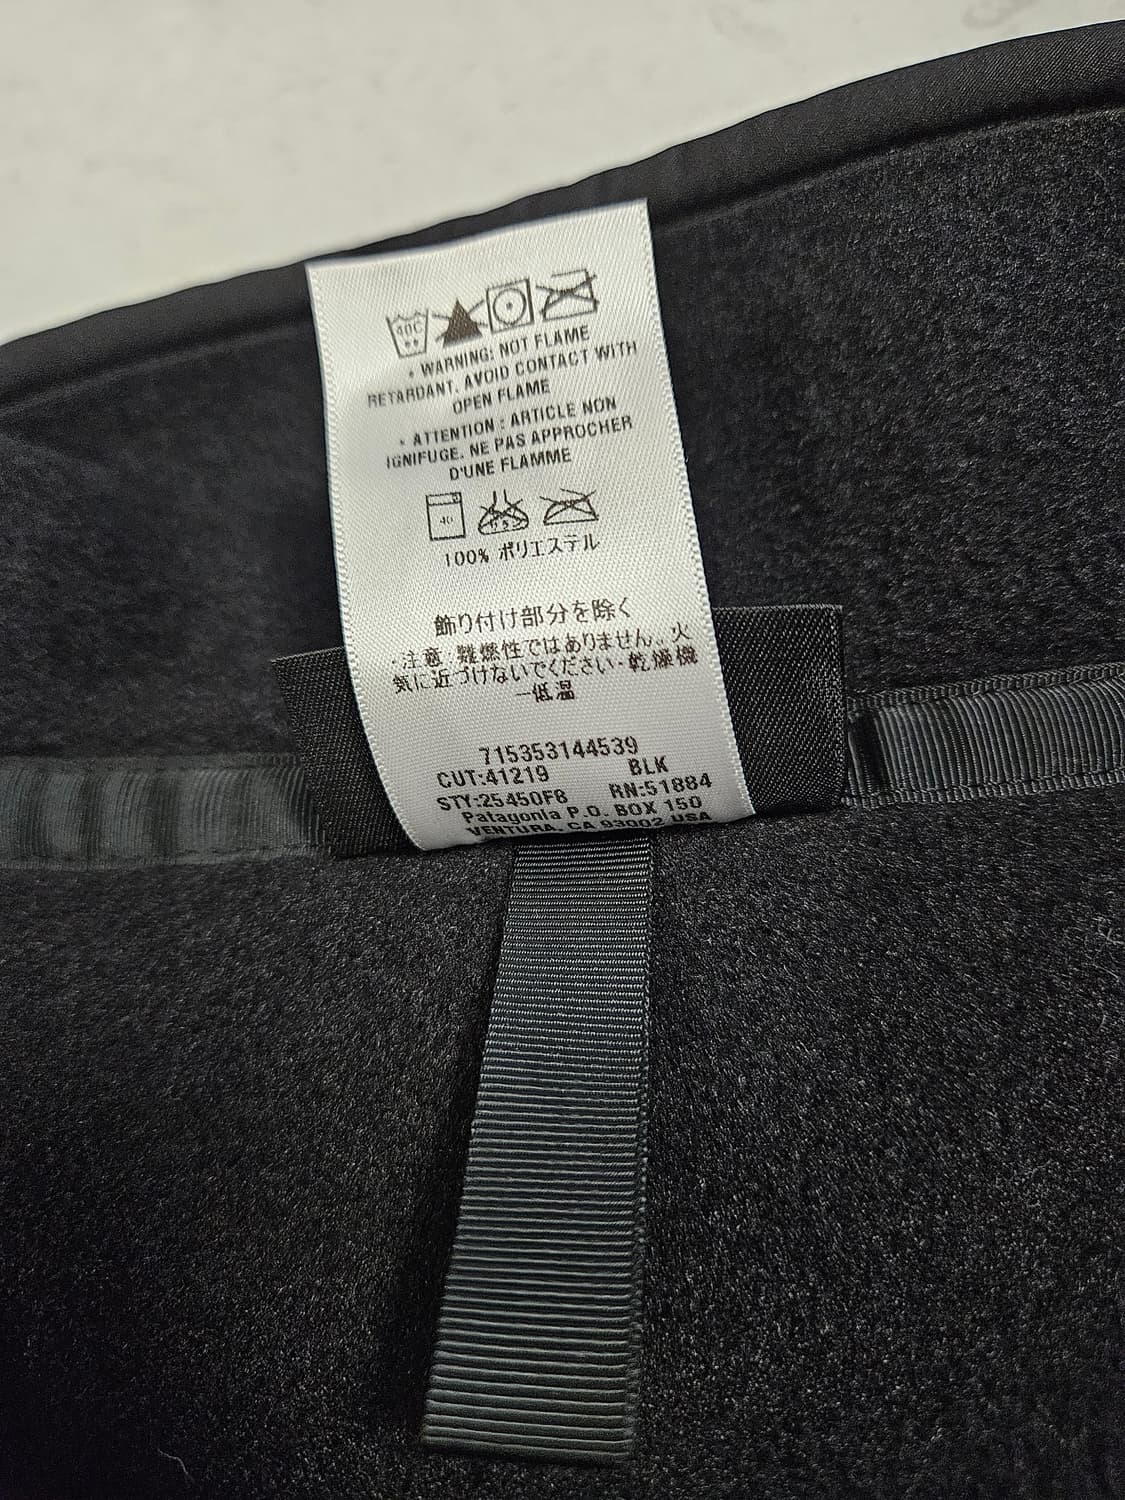 40C
• WARNING: NOT FLAME
RETARDANT, AVOID CONTACT WITH
OPEN FLAME
• ATTENTION : ARTICLE NON
IGNIFUGE. NE PAS APPROCHER
D'UNE FLAMME
40
100% ポリエステル
飾り付け部分を除く
・注意 難燃性ではありません。火
気に近づけないでください・乾燥機
ー低温
715353144539
CUT:41219 BLK
STY:25450F8 RN:51884
Patagonia P.O. BOX 150
VENTURA, CA 93002 USA